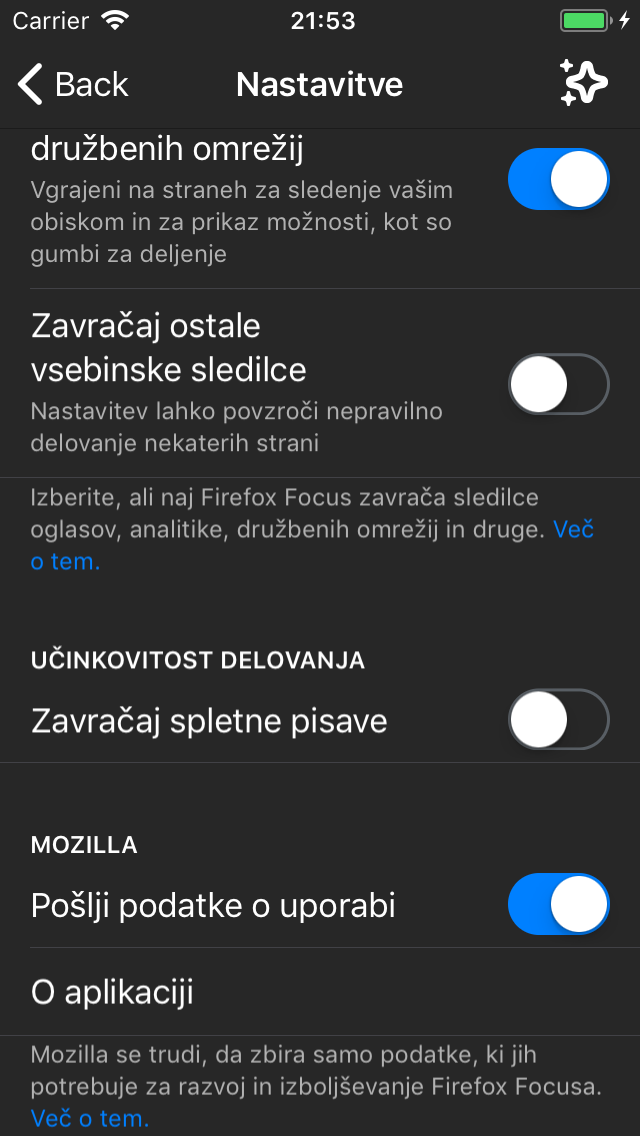 Carrier
21:53
Back
Nastavitve
družbenih omrežij
Vgrajeni na straneh za sledenje vašim
obiskom in za prikaz možnosti, kot so
gumbi za deljenje
Zavračaj ostale
vsebinske sledilce
Nastavitev lahko povzroči nepravilno
delovanje nekaterih strani
Izberite, ali naj Firefox Focus zavrača sledilce
oglasov, analitike, družbenih omrežij in druge. Več
o tem.
UČINKOVITOST DELOVANJA
Zavračaj spletne pisave
MOZILLA
Pošlji podatke o uporabi
O aplikaciji
Mozilla se trudi, da zbira samo podatke, ki jih
potrebuje za razvoj in izboljševanje Firefox Focusa.
Več o tem.